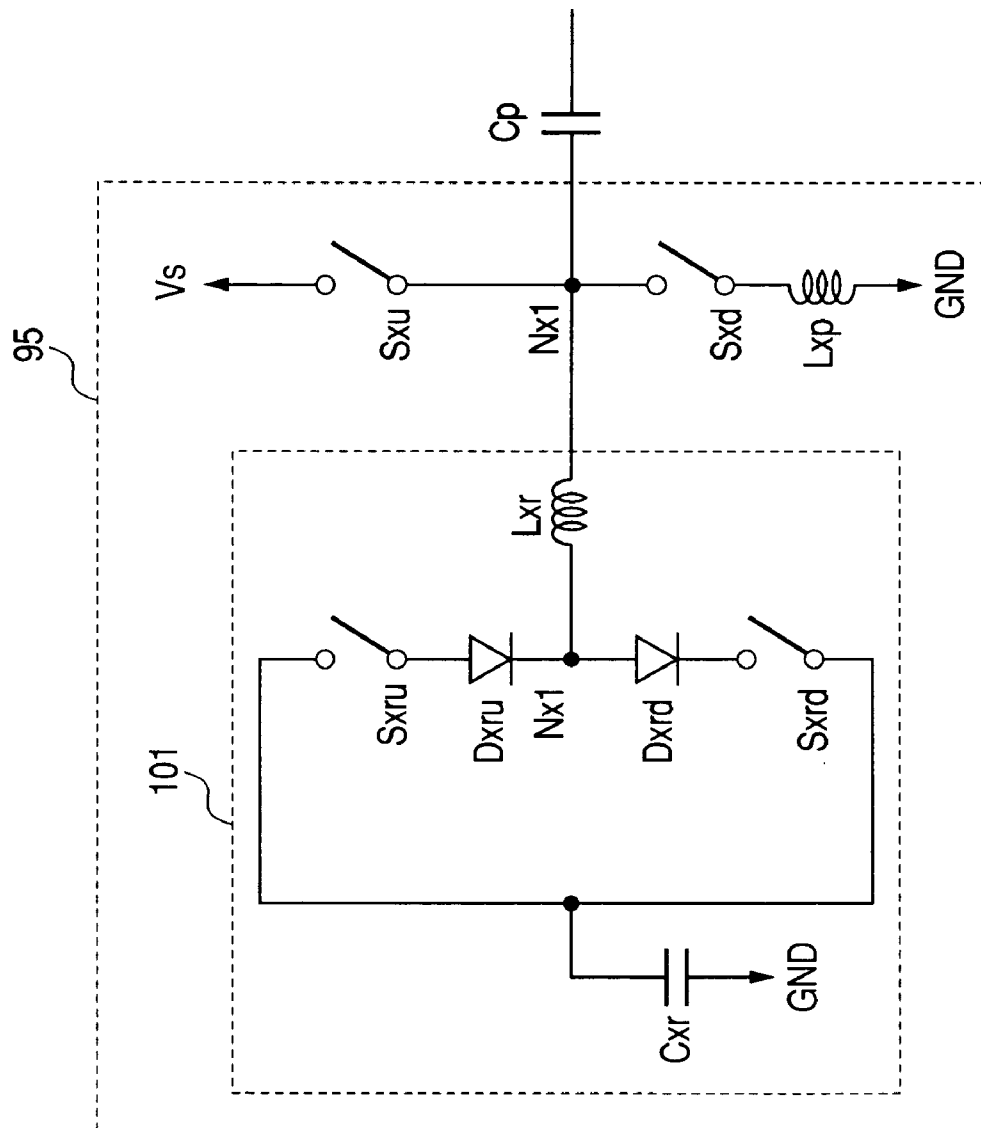 95
101
Vs
Sxu
Cp
Nx1
Sxd
Lxp
GND
Lxr
Sxru
Dxru
Nx1
Dxrd
Sxrd
Cxr
GND